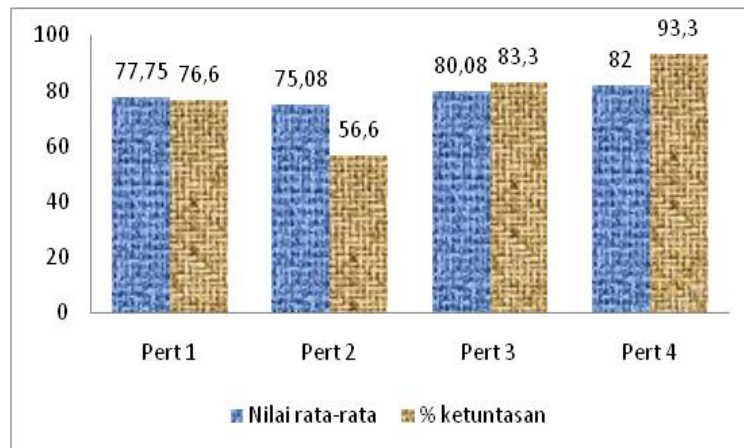 100
80
60
40
20
0
77,75
76,6
75,08
56,6
80,08
83,3
82
93,3
Pert 1
Pert 2
Pert 3
Pert 4
Nilai rata-rata
% ketuntasan